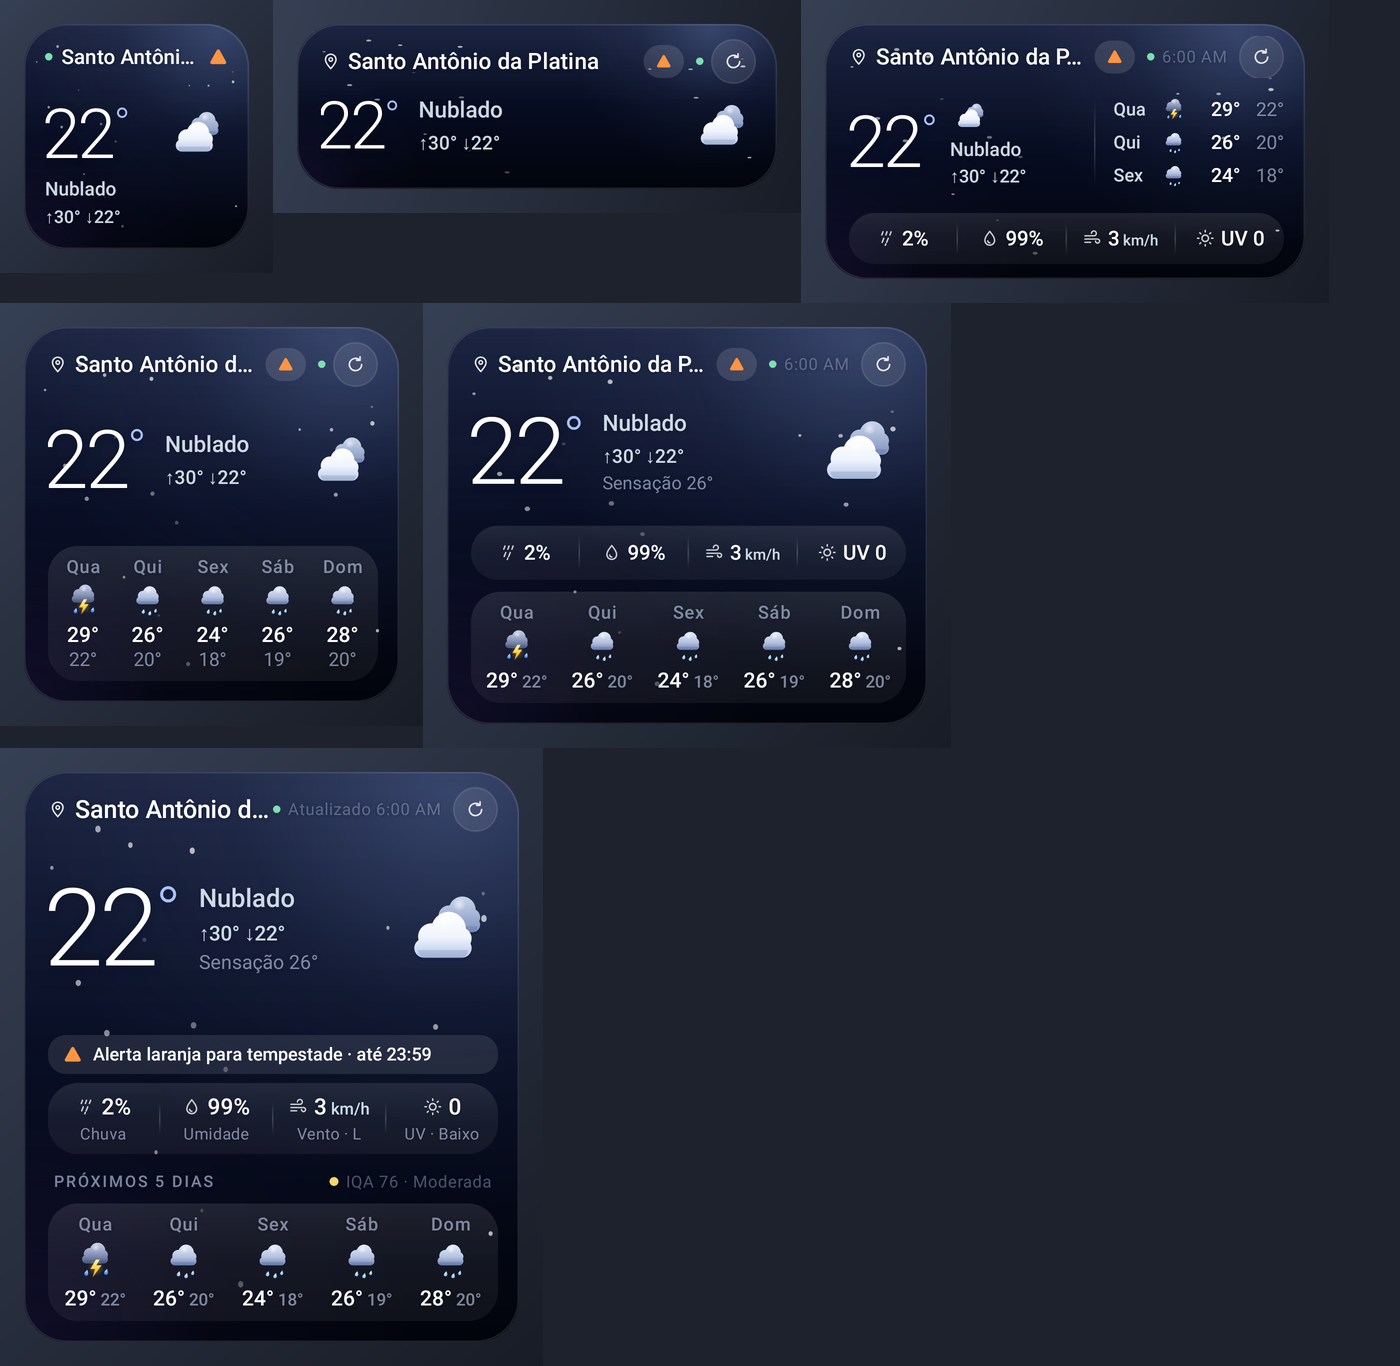 Santo Antôni...
22°
Nublado
↑30° ↓22°
Santo Antônio da Platina
22°
Nublado
↑30° ↓22°
Santo Antônio da P... 6:00 AM
22°
Nublado
↑30° ↓22°
Qua 29° 22°
Qui 26° 20°
Sex 24° 18°
2% 99% 3 km/h UV 0
Santo Antônio d...
22°
Nublado
↑30° ↓22°
Qua Qui Sex Sáb Dom
29° 26° 24° 26° 28°
22° 20° 18° 19° 20°
Santo Antônio da P... 6:00 AM
22°
Nublado
↑30° ↓22°
Sensação 26°
2% 99% 3 km/h UV 0
Qua Qui Sex Sáb Dom
29° 22° 26° 20° 24° 18° 26° 19° 28° 20°
Santo Antônio d... Atualizado 6:00 AM
22°
Nublado
↑30° ↓22°
Sensação 26°
Alerta laranja para tempestade · até 23:59
2% 99% 3 km/h 0
Chuva Umidade Vento · L UV · Baixo
PRÓXIMOS 5 DIAS IQA 76 · Moderada
Qua Qui Sex Sáb Dom
29° 22° 26° 20° 24° 18° 26° 19° 28° 20°